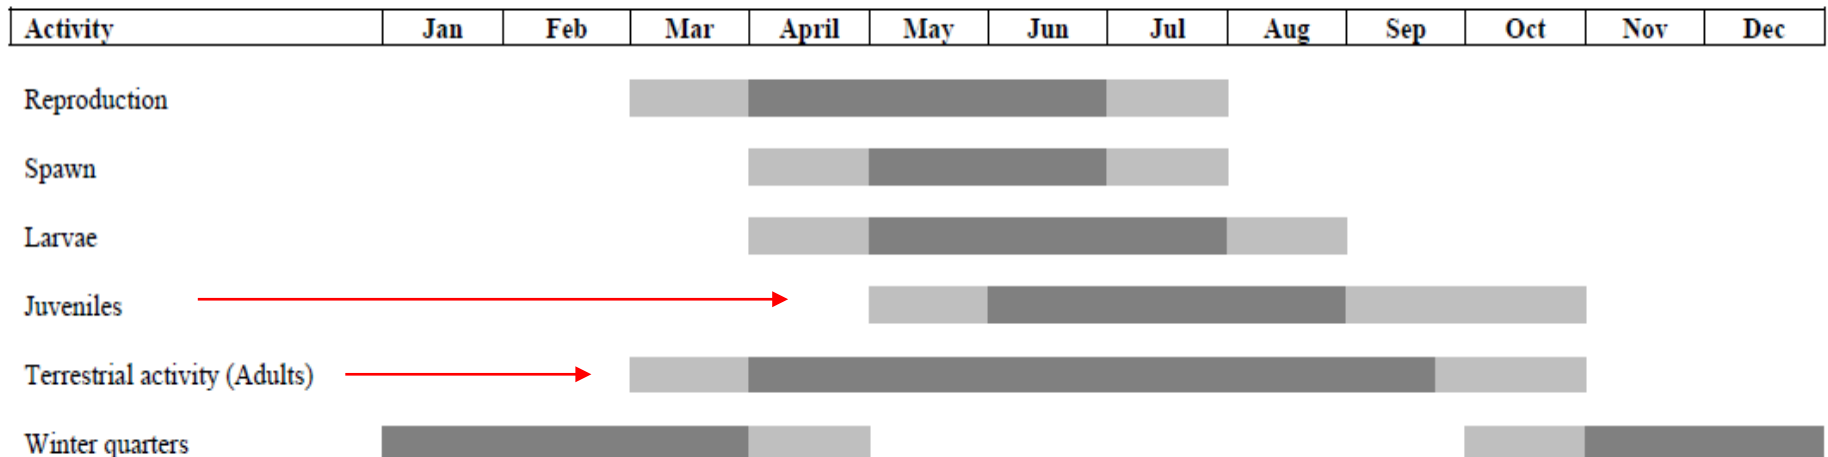 Activity Jan Feb Mar April May Jun Jul Aug Sep Oct Nov Dec
Reproduction
Spawn
Larvae
Juveniles
Terrestrial activity (Adults)
Winter quarters